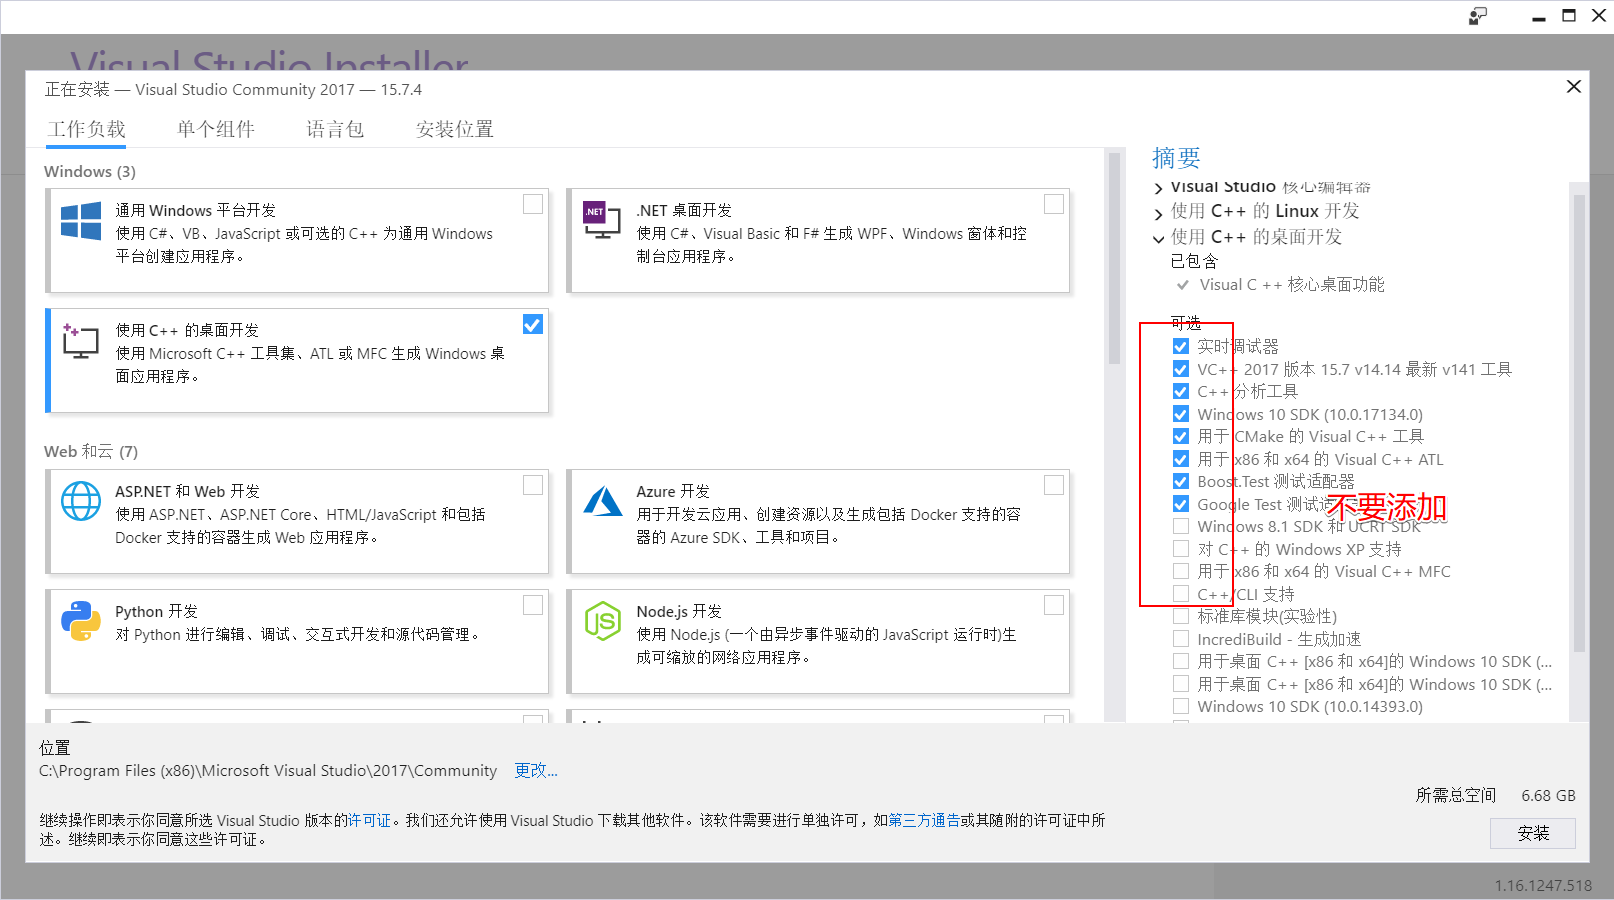 Visual Studio Installer
正在安装 — Visual Studio Community 2017 — 15.7.4
工作负载
单个组件
语言包
安装位置
Windows (3)
通用 Windows 平台开发
使用 C#、VB、JavaScript 或可选的 C++ 为通用 Windows
平台创建应用程序。
.NET
.NET 桌面开发
使用 C#、Visual Basic 和 F# 生成 WPF、Windows 窗体和控
制台应用程序。
使用 C++ 的桌面开发
使用 Microsoft C++ 工具集、ATL 或 MFC 生成 Windows 桌
面应用程序。
Web 和云 (7)
ASP.NET 和 Web 开发
使用 ASP.NET、ASP.NET Core、HTML/JavaScript 和包括
Docker 支持的容器生成 Web 应用程序。
Azure 开发
用于开发云应用、创建资源以及生成包括 Docker 支持的容
器的 Azure SDK、工具和项目。
Python 开发
对 Python 进行编辑、调试、交互式开发和源代码管理。
JS
Node.js 开发
使用 Node.js (一个由异步事件驱动的 JavaScript 运行时)生
成可缩放的网络应用程序。
摘要
Visual Studio 核心编辑器
使用 C++ 的 Linux 开发
使用 C++ 的桌面开发
已包含
Visual C ++ 核心桌面功能
可选
实时调试器
VC++ 2017 版本 15.7 v14.14 最新 v141 工具
C++ 分析工具
Windows 10 SDK (10.0.17134.0)
用于 CMake 的 Visual C++ 工具
用于 x86 和 x64 的 Visual C++ ATL
Boost.Test 测试适配器
Google Test 测试适
不要添加
Windows 8.1 SDK 和 UCRT SDK
对 C++ 的 Windows XP 支持
用于 x86 和 x64 的 Visual C++ MFC
C++/CLI 支持
标准库模块(实验性)
IncrediBuild - 生成加速
用于桌面 C++ [x86 和 x64]的 Windows 10 SDK (...
用于桌面 C++ [x86 和 x64]的 Windows 10 SDK (...
Windows 10 SDK (10.0.14393.0)
位置
C:\Program Files (x86)\Microsoft Visual Studio\2017\Community 更改...
所需总空间 6.68 GB
继续操作即表示你同意所选 Visual Studio 版本的许可证。我们还允许使用 Visual Studio 下载其他软件。该软件需要进行单独许可，如第三方通告或其随附的许可证中所
述。继续即表示你同意这些许可证。
安装
1.16.1247.518